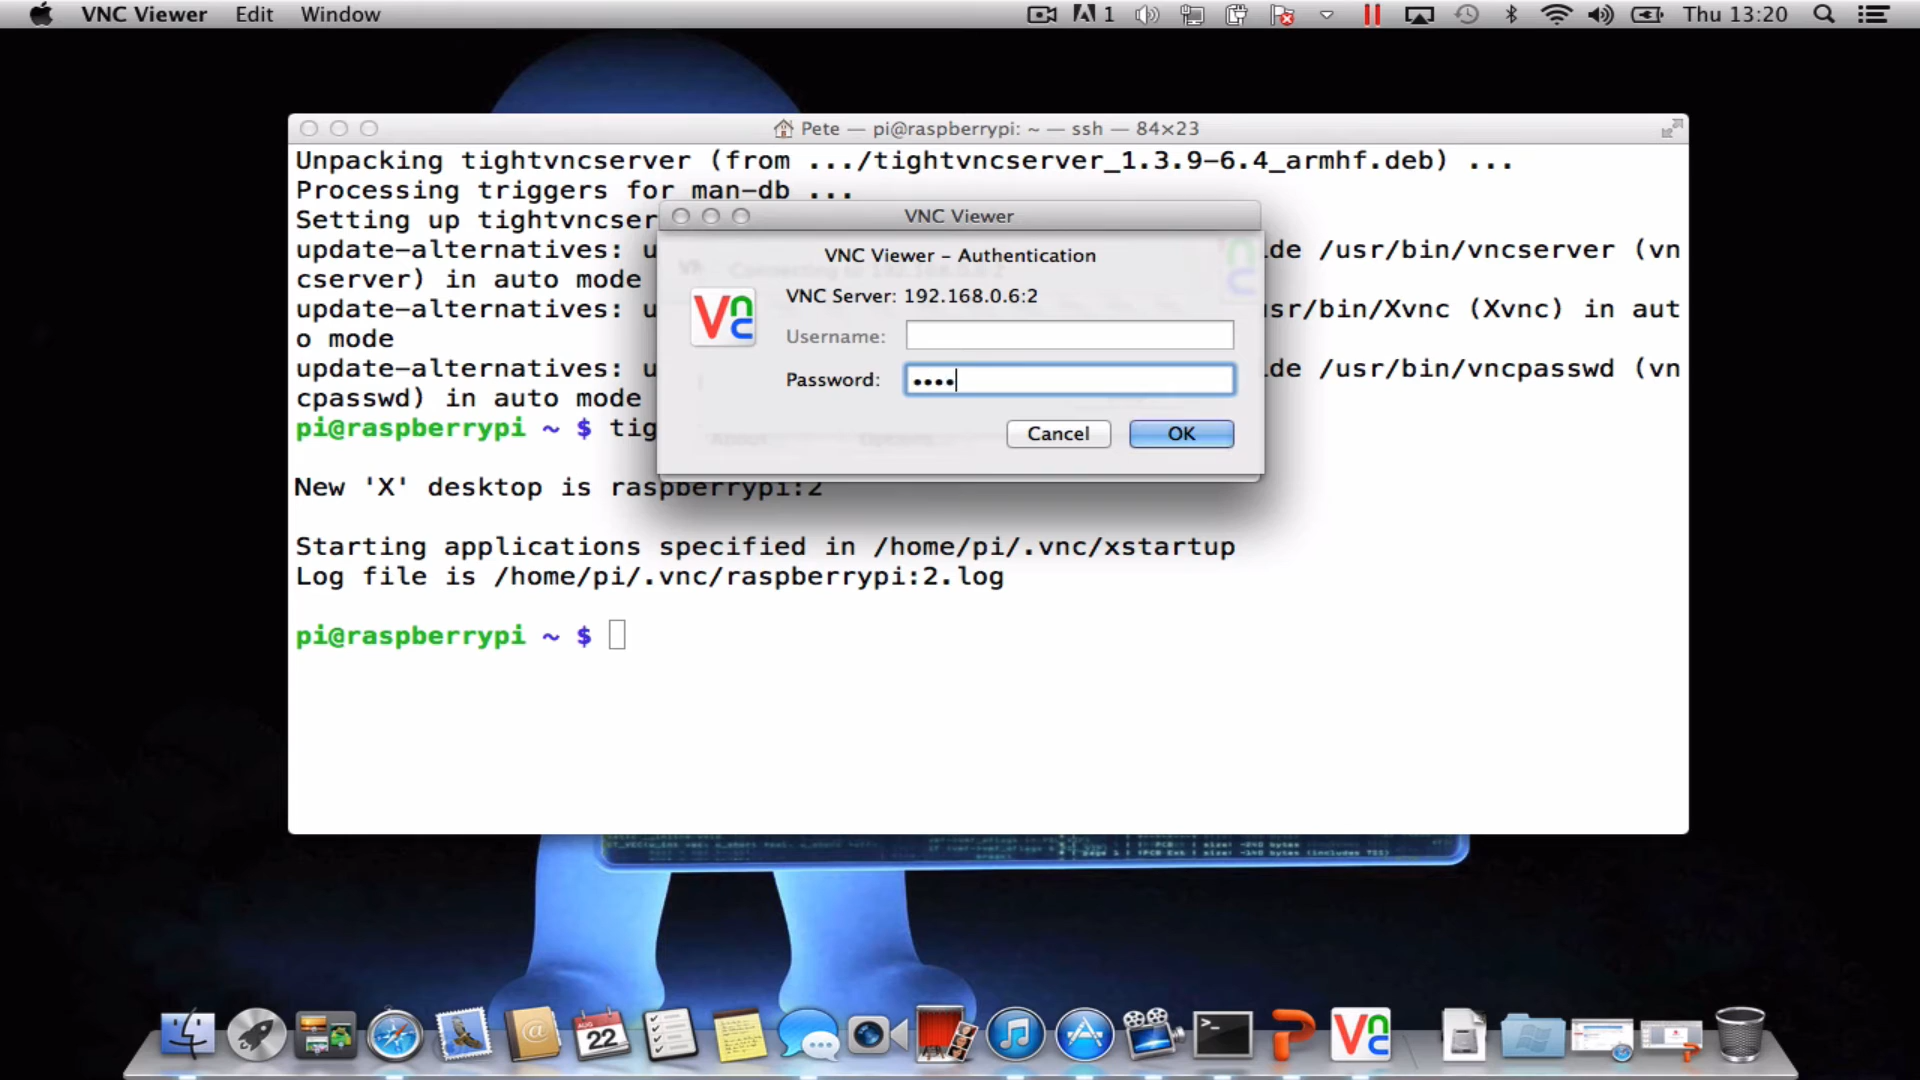 VNC Viewer Edit Window 1 Thu 13:20
Pete — pi@raspberrypi: ~ — ssh — 84×23
Unpacking tightvncserver (from .../tightvncserver_1.3.9-6.4_armhf.deb) ...
Processing triggers for man-db ...
Setting up tightvncser
update-alternatives: u de /usr/bin/vncserver (vn
cserver) in auto mode
update-alternatives: u sr/bin/Xvnc (Xvnc) in aut
o mode
update-alternatives: u de /usr/bin/vncpasswd (vn
cpasswd) in auto mode
pi@raspberrypi ~ $ tig
New 'X' desktop is raspberrypi:2
Starting applications specified in /home/pi/.vnc/xstartup
Log file is /home/pi/.vnc/raspberrypi:2.log
pi@raspberrypi ~ $
VNC Viewer
VNC Viewer – Authentication
VNC Server: 192.168.0.6:2
Username:
Password: ••••
Cancel OK
Vnc
AUG
22
Vnc